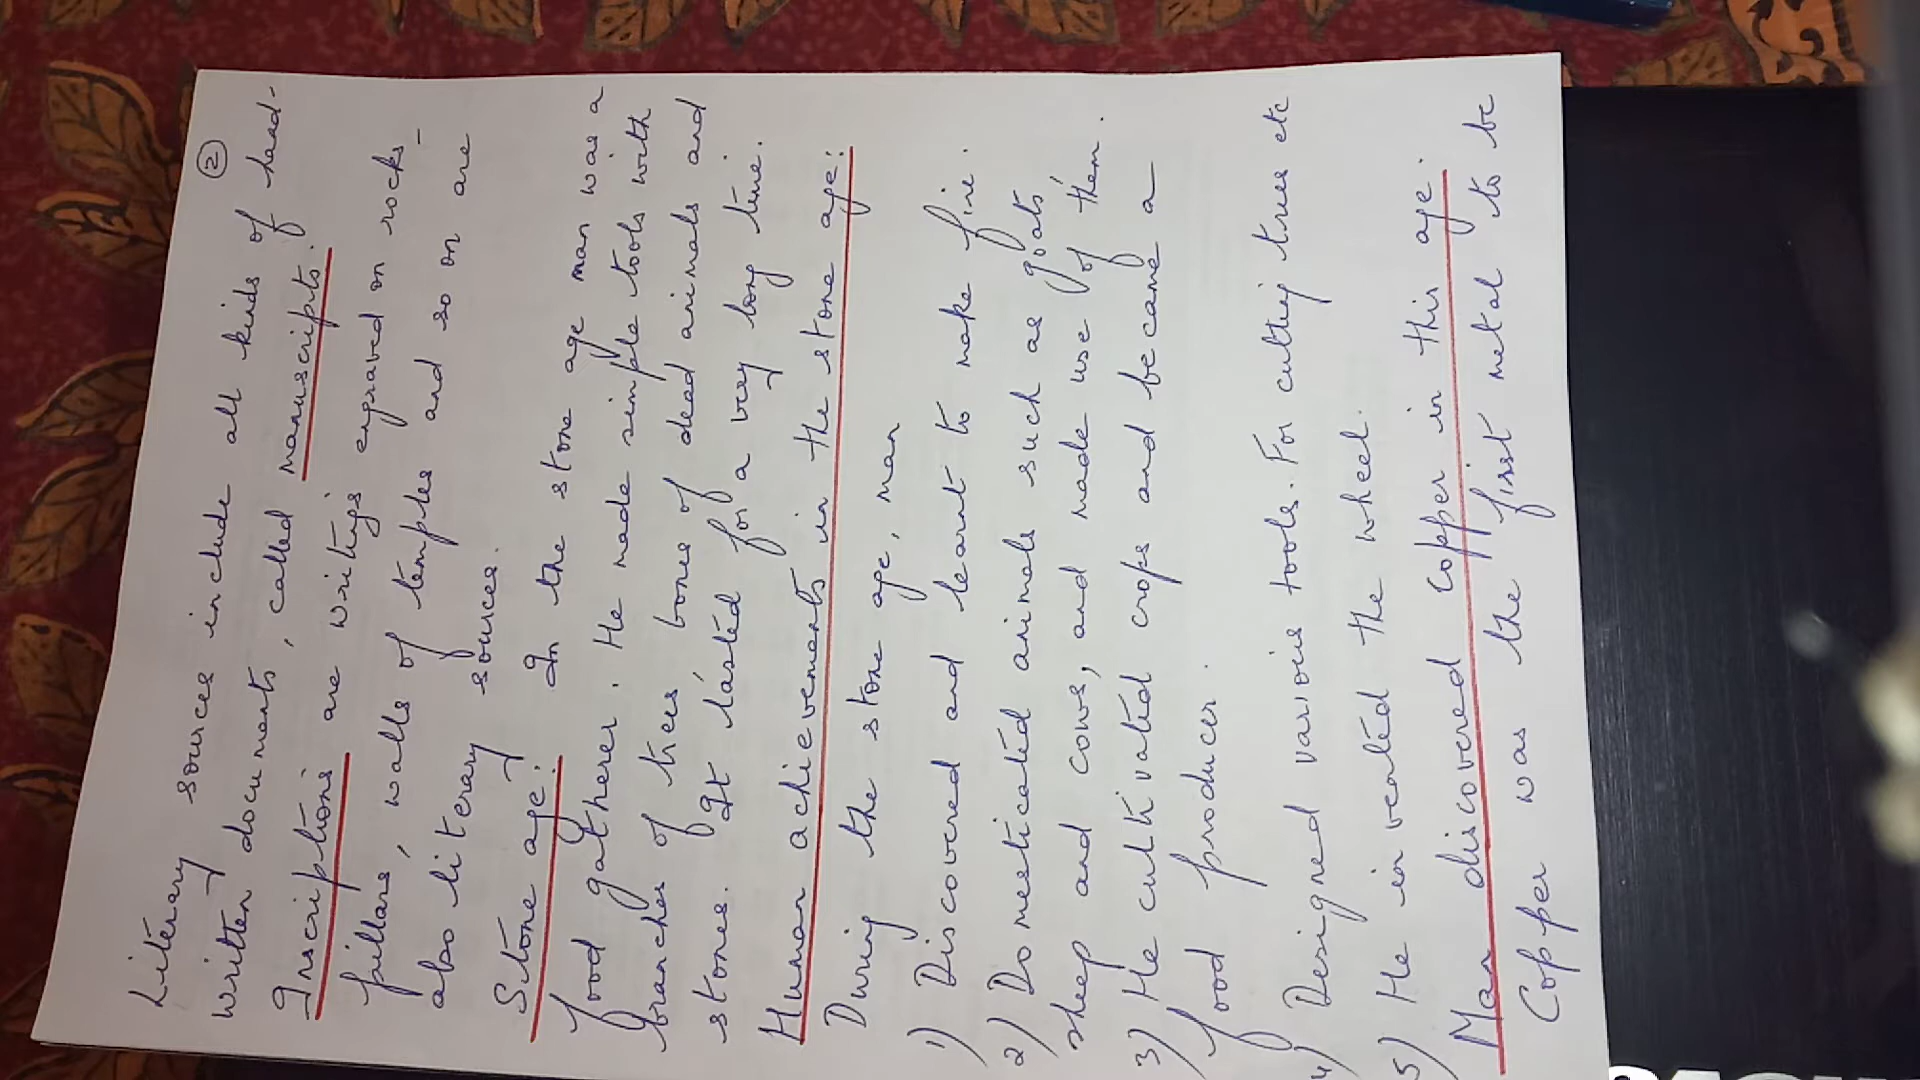 ②
Literary sources include all kinds of hand-
written documents, called manuscripts.
Inscriptions are writings engraved on rocks-
pillars, walls of temples and so on are
also literary sources.
Stone age: In the stone age man was a
food gatherer. He made simple tools with
branches of trees bones of dead animals and
stones. It lasted for a very long time.
Human achievements in the stone age:
During the stone age, man
1) Discovered and learnt to make fire.
2) Domesticated animals such as goats
sheep and cows, and made use of them.
3) He cultivated crops and became a
food producer.
4) Designed various tools. For cutting trees etc
5) He invented the wheel.
Man discovered copper in this age.
Copper was the first metal to be